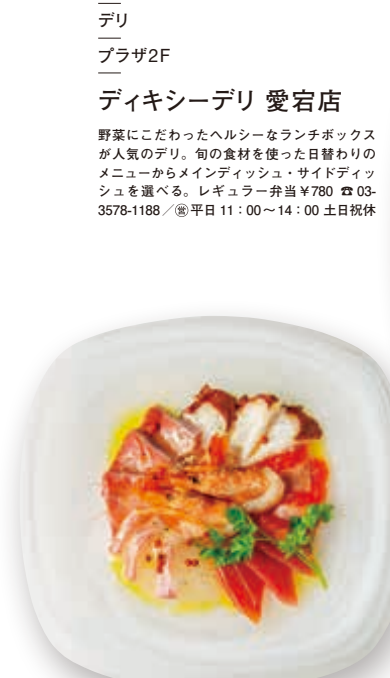 デリ
プラザ2F
ディキシーデリ 愛宕店
野菜にこだわったヘルシーなランチボックス
が人気のデリ。旬の食材を使った日替わりの
メニューからメインディッシュ・サイドディッ
シュを選べる。レギュラー弁当¥780 ☎03-
3578-1188／㊢平日 11：00〜14：00 土日祝休